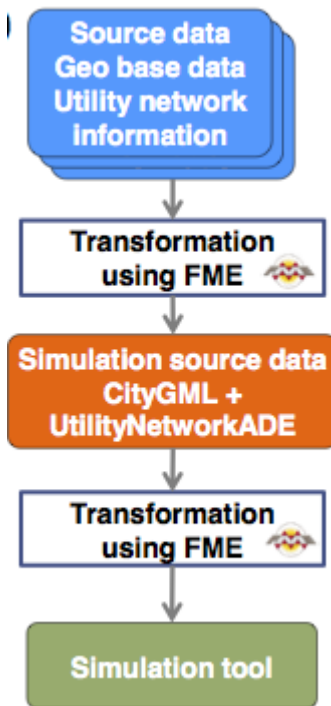 Source data
Geo base data
Utility network
information
Transformation
using FME
Simulation source data
CityGML +
UtilityNetworkADE
Transformation
using FME
Simulation tool